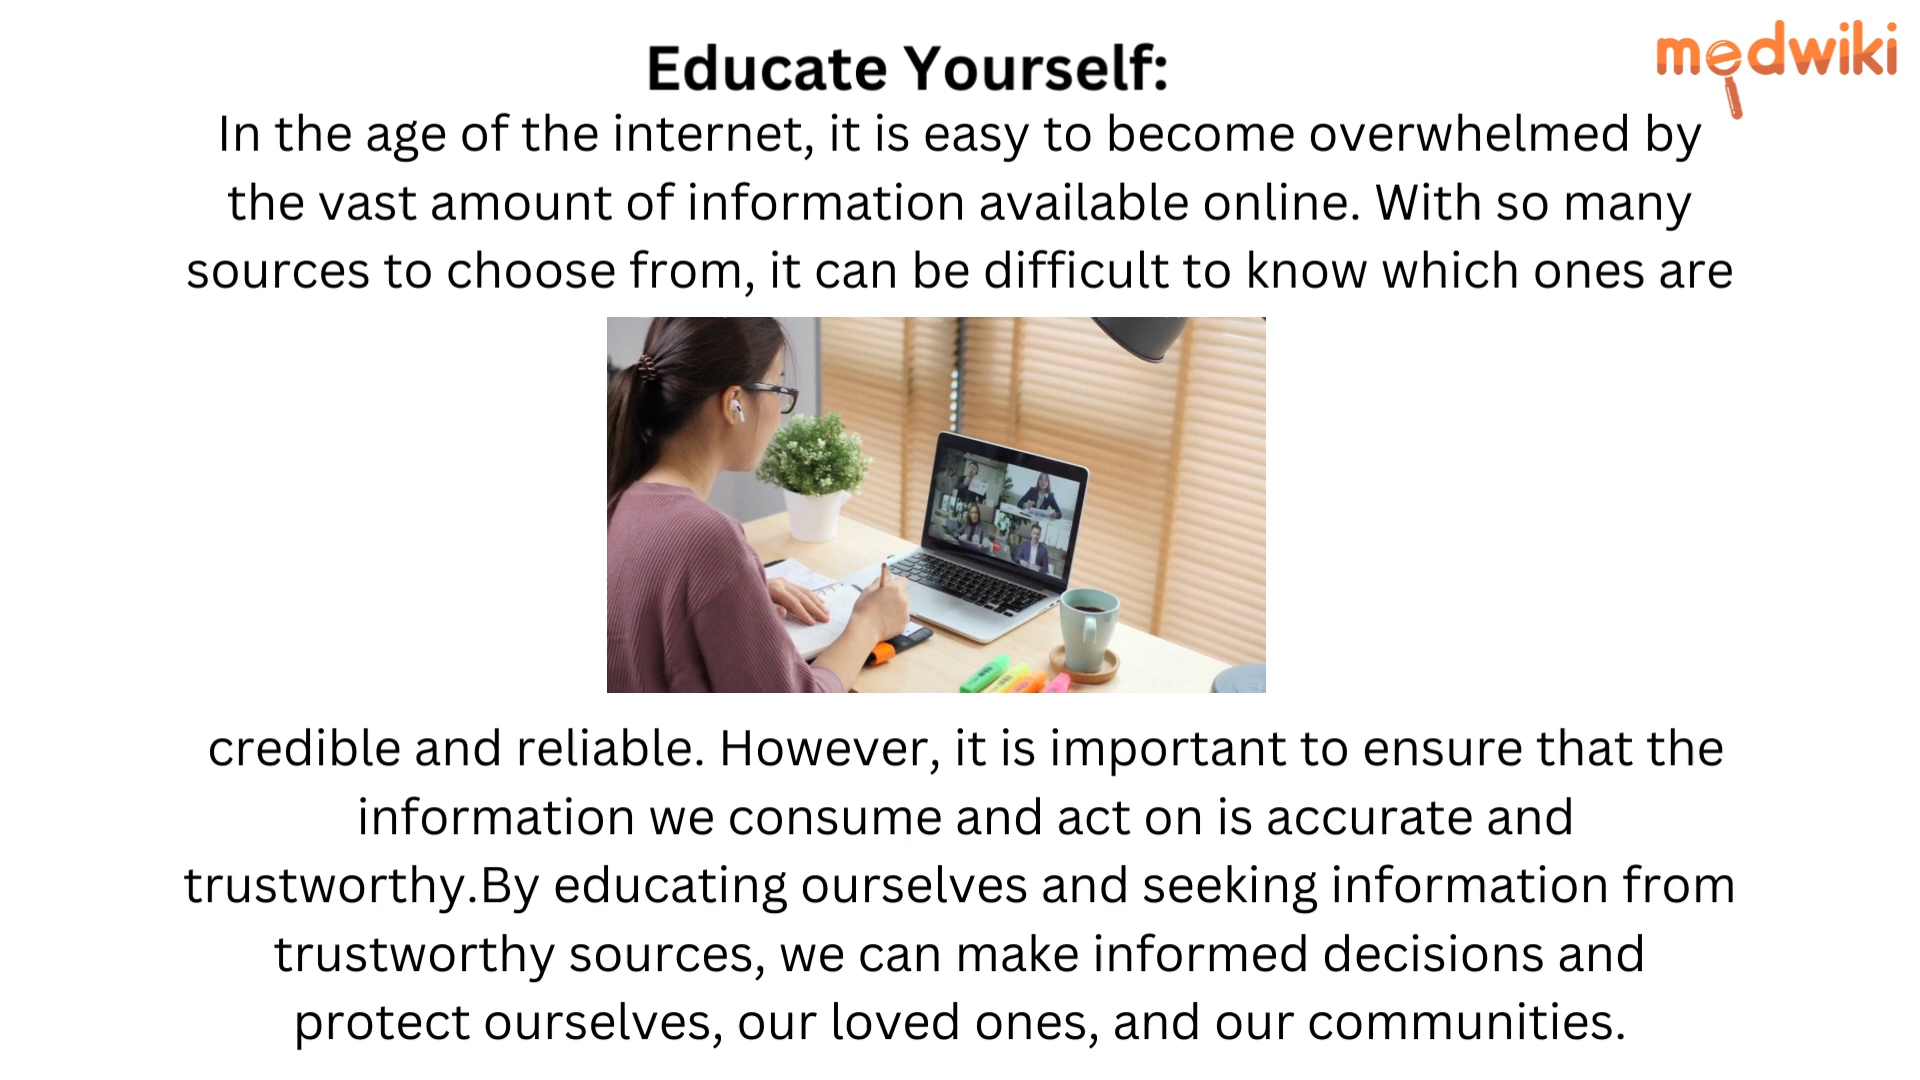 medwiki
Educate Yourself:
In the age of the internet, it is easy to become overwhelmed by
the vast amount of information available online. With so many
sources to choose from, it can be difficult to know which ones are
credible and reliable. However, it is important to ensure that the
information we consume and act on is accurate and
trustworthy.By educating ourselves and seeking information from
trustworthy sources, we can make informed decisions and
protect ourselves, our loved ones, and our communities.